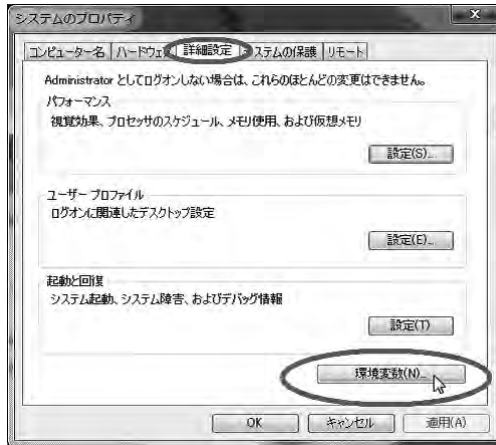 システムのプロパティ
コンピューター名 ハードウェア 詳細設定 システムの保護 リモート
Administrator としてログオンしない場合は、これらのほとんどの変更はできません。
パフォーマンス
視覚効果、プロセッサのスケジュール、メモリ使用、および仮想メモリ
設定(S)...
ユーザー プロファイル
ログオンに関連したデスクトップ設定
設定(E)...
起動と回復
システム起動、システム障害、およびデバッグ情報
設定(T)
環境変数(N)...
OK キャンセル 適用(A)